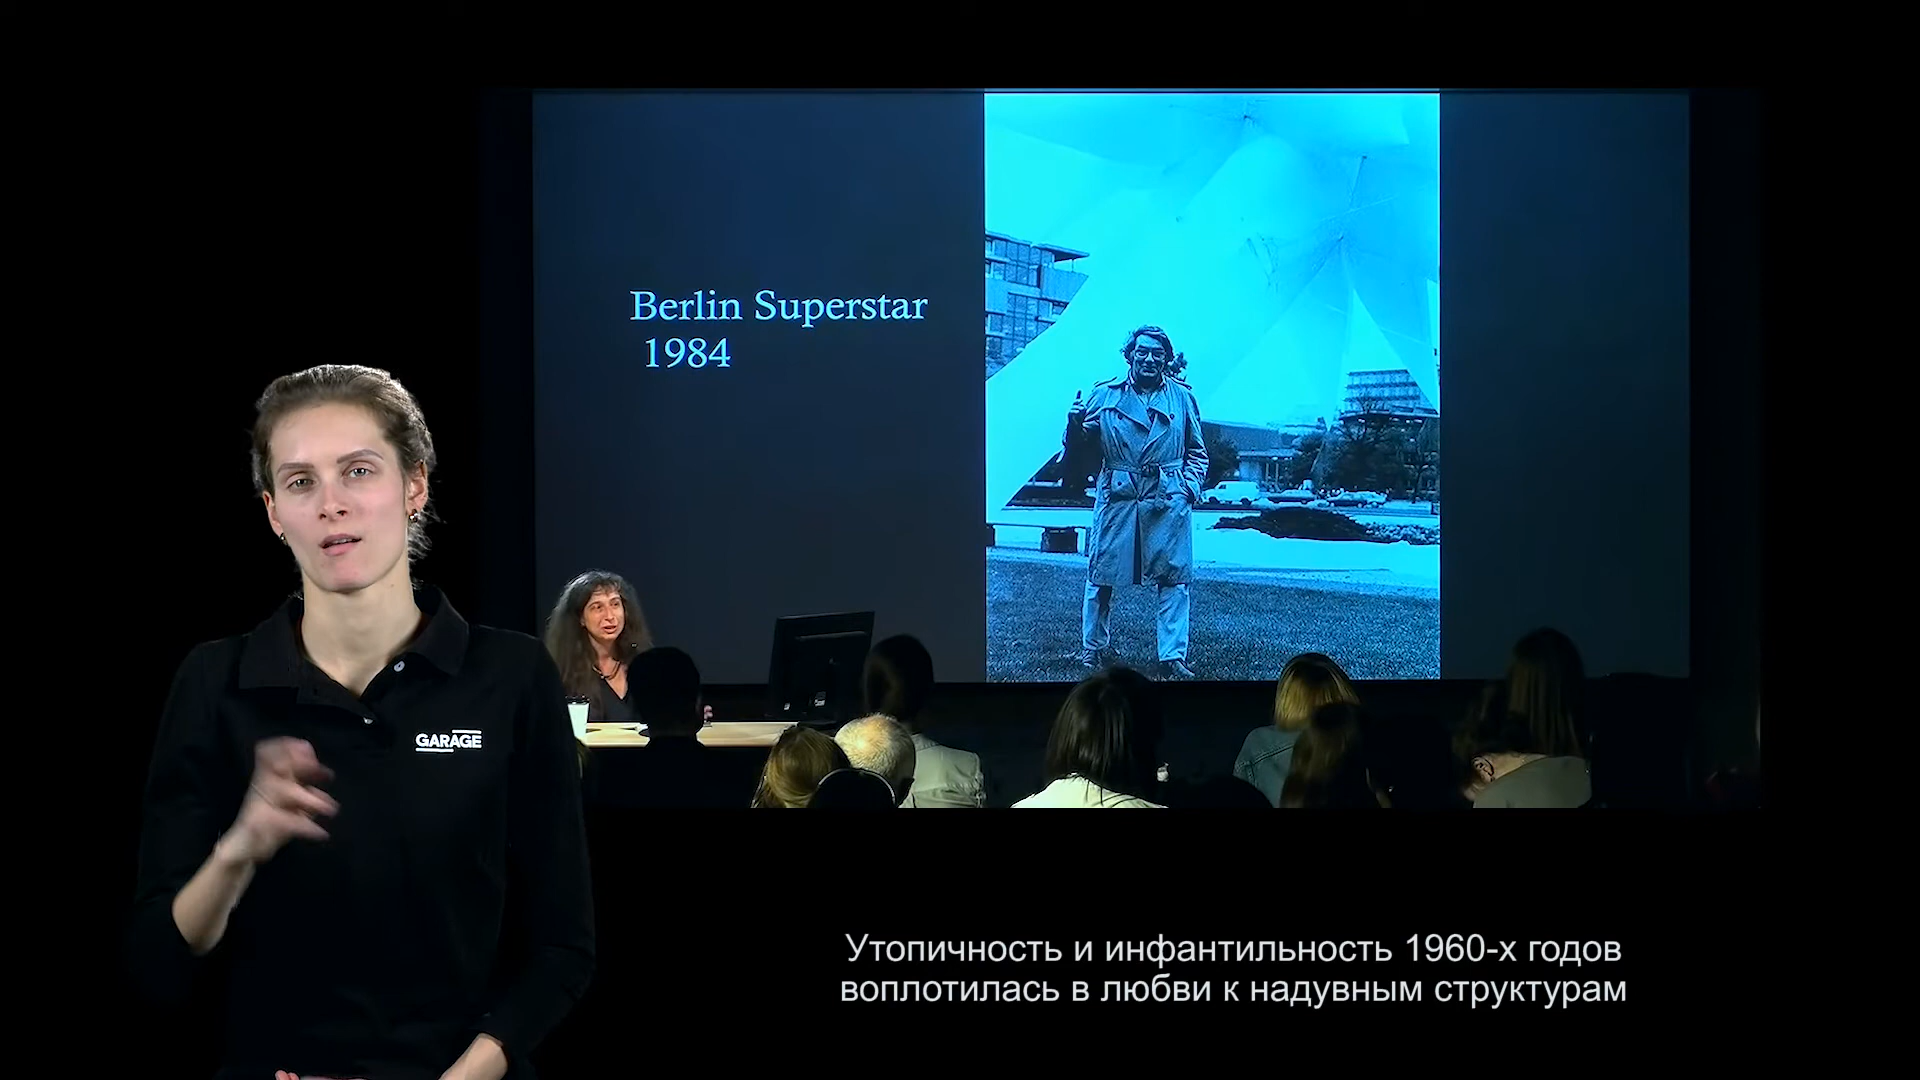 Berlin Superstar
1984
GARAGE
Утопичность и инфантильность 1960-х годов
воплотилась в любви к надувным структурам